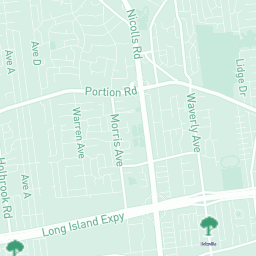 Nicolls Rd
Ave D
Ave A
Lidge Dr
Portion Rd
Waverly Ave
Warren Ave
Morris Ave
Holbrook Rd
Ave A
Long Island Expy